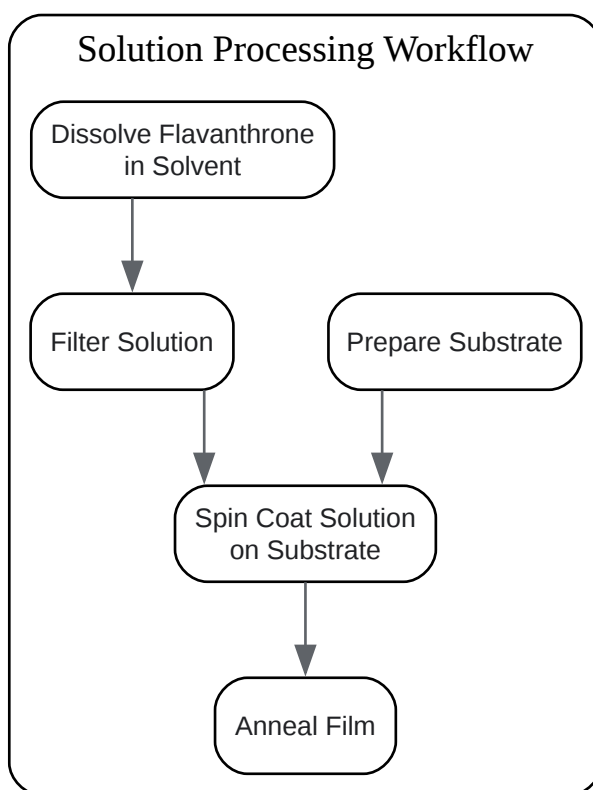 Solution Processing Workflow
Dissolve Flavanthrone
in Solvent
Filter Solution
Prepare Substrate
Spin Coat Solution
on Substrate
Anneal Film